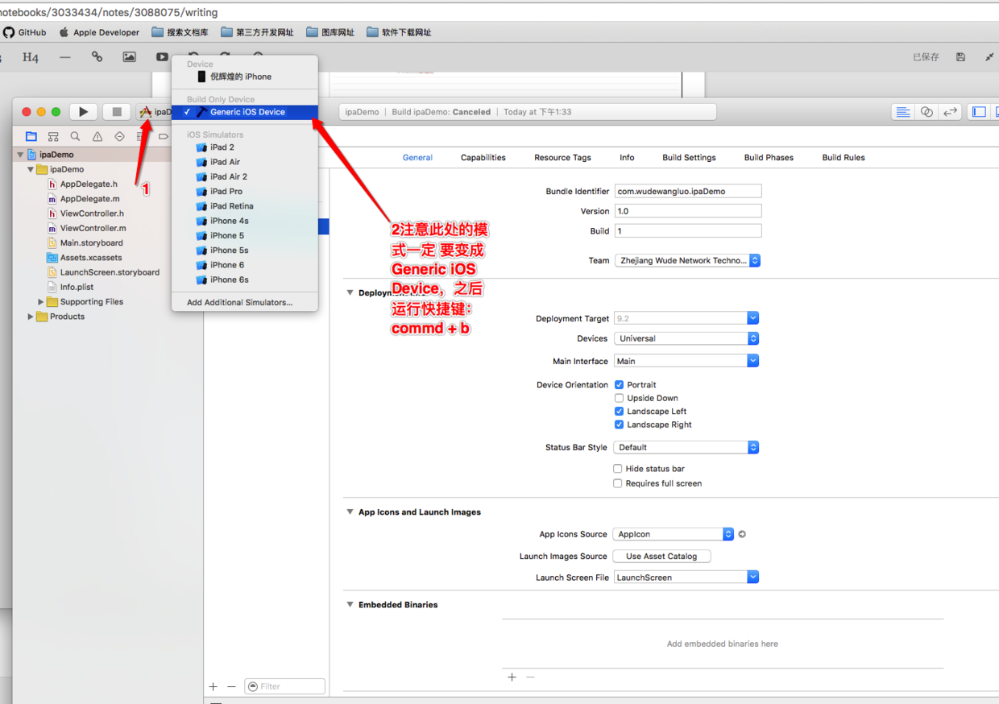 notebooks/3033434/notes/3088075/writing
GitHub Apple Developer 搜索文档库 第三方开发网址 图库网址 软件下载网址
H4 已保存
Device
倪辉煌的 iPhone
Build Only Device
Generic iOS Device
iOS Simulators
iPad 2
iPad Air
iPad Air 2
iPad Pro
iPad Retina
iPhone 4s
iPhone 5
iPhone 5s
iPhone 6
iPhone 6s
Add Additional Simulators...
ipaD
ipaDemo | Build ipaDemo: Canceled | Today at 下午1:33
ipaDemo
ipaDemo
AppDelegate.h
AppDelegate.m
ViewController.h
ViewController.m
Main.storyboard
Assets.xcassets
LaunchScreen.storyboard
Info.plist
Supporting Files
Products
1
2注意此处的模
式一定 要变成
Generic iOS
Device，之后
运行快捷键：
commd + b
General Capabilities Resource Tags Info Build Settings Build Phases Build Rules
Bundle Identifier com.wudewangluo.ipaDemo
Version 1.0
Build 1
Team Zhejiang Wude Network Techno...
Deployment Target 9.2
Devices Universal
Main Interface Main
Device Orientation Portrait
Upside Down
Landscape Left
Landscape Right
Status Bar Style Default
Hide status bar
Requires full screen
App Icons and Launch Images
App Icons Source AppIcon
Launch Images Source Use Asset Catalog
Launch Screen File LaunchScreen
Embedded Binaries
Add embedded binaries here
Filter